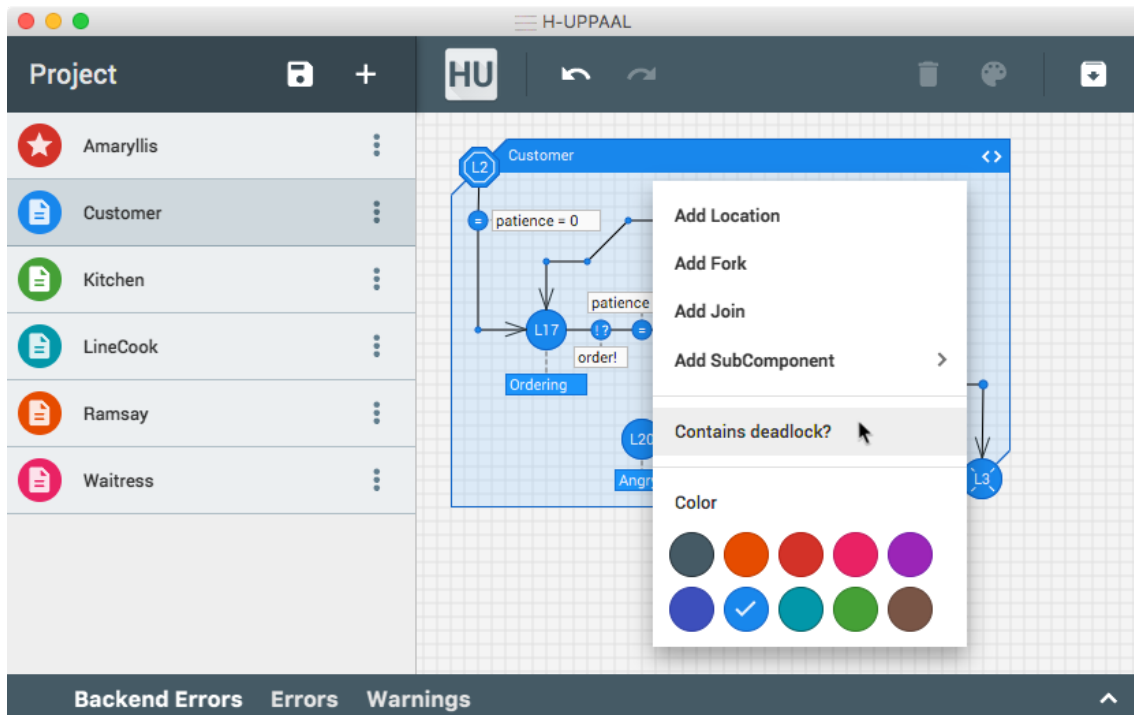 H-UPPAAL
Project
HU
Amaryllis
Customer
Kitchen
LineCook
Ramsay
Waitress
L2
Customer
= patience = 0
patience
L17 !? =
order!
Ordering
L20
Angry
L3
Add Location
Add Fork
Add Join
Add SubComponent
Contains deadlock?
Color
Backend Errors Errors Warnings